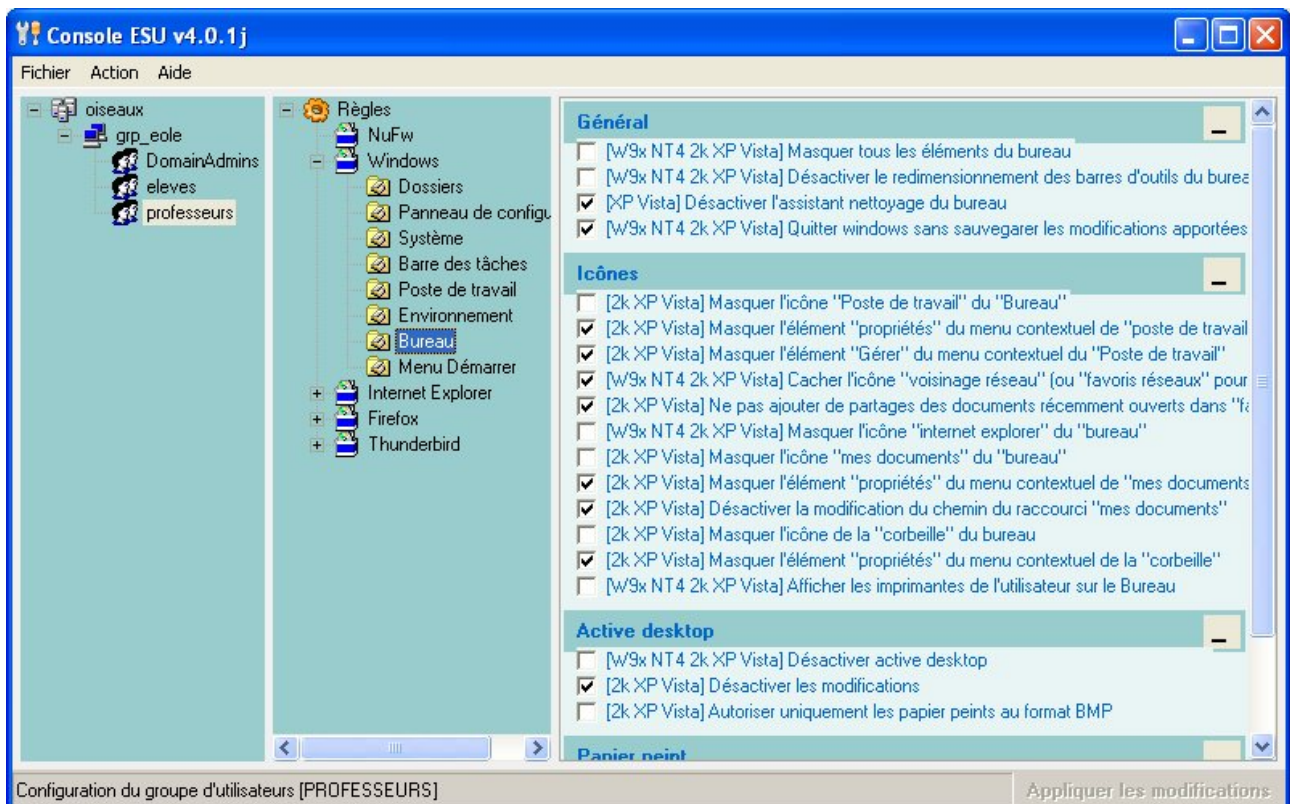 Console ESU v4.0.1j
Fichier Action Aide
oiseaux
grp_eole
DomainAdmins
eleves
professeurs
Règles
NuFw
Windows
Dossiers
Panneau de configu
Système
Barre des tâches
Poste de travail
Environnement
Bureau
Menu Démarrer
Internet Explorer
Firefox
Thunderbird
Général
[W9x NT4 2k XP Vista] Masquer tous les éléments du bureau
[W9x NT4 2k XP Vista] Désactiver le redimensionnement des barres d'outils du burea
[XP Vista] Désactiver l'assistant nettoyage du bureau
[W9x NT4 2k XP Vista] Quitter windows sans sauvegarer les modifications apportées
Icônes
[2k XP Vista] Masquer l'icône "Poste de travail" du "Bureau"
[2k XP Vista] Masquer l'élément "propriétés" du menu contextuel de "poste de travail
[2k XP Vista] Masquer l'élément "Gérer" du menu contextuel du "Poste de travail"
[W9x NT4 2k XP Vista] Cacher l'icône "voisinage réseau" (ou "favoris réseaux" pour
[2k XP Vista] Ne pas ajouter de partages des documents récemment ouverts dans "fa
[W9x NT4 2k XP Vista] Masquer l'icône "internet explorer" du "bureau"
[2k XP Vista] Masquer l'icône "mes documents" du "bureau"
[2k XP Vista] Masquer l'élément "propriétés" du menu contextuel de "mes documents
[2k XP Vista] Désactiver la modification du chemin du raccourci "mes documents"
[2k XP Vista] Masquer l'icône de la "corbeille" du bureau
[2k XP Vista] Masquer l'élément "propriétés" du menu contextuel de la "corbeille"
[W9x NT4 2k XP Vista] Afficher les imprimantes de l'utilisateur sur le Bureau
Active desktop
[W9x NT4 2k XP Vista] Désactiver active desktop
[2k XP Vista] Désactiver les modifications
[2k XP Vista] Autoriser uniquement les papier peints au format BMP
Papier peint
Configuration du groupe d'utilisateurs [PROFESSEURS]
Appliquer les modifications